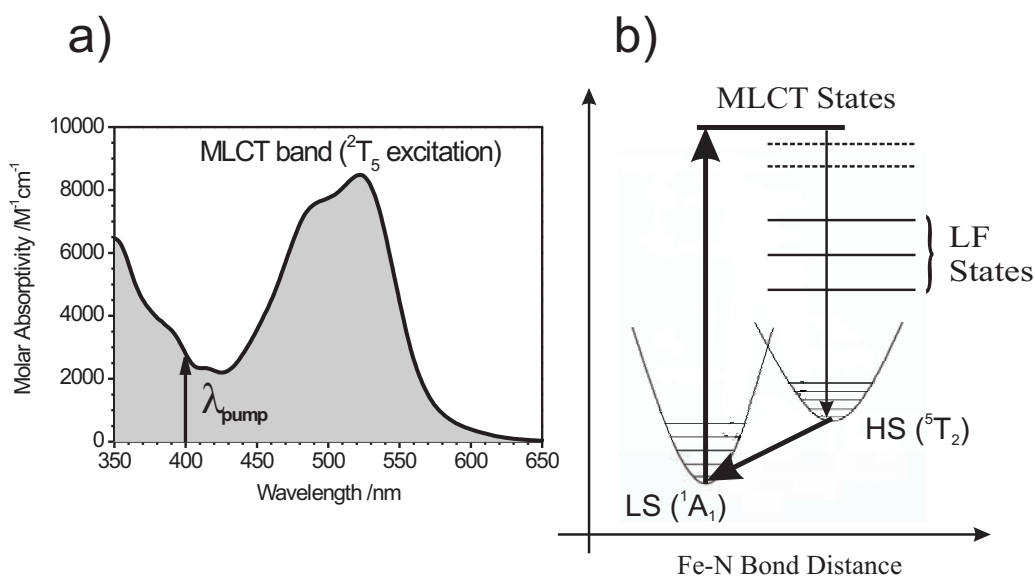 a)
10000
8000
6000
4000
2000
0
Molar Absorptivity /M⁻¹cm⁻¹
MLCT band (²T₅ excitation)
λpump
350 400 450 500 550 600 650
Wavelength /nm
b)
MLCT States
LF
States
HS (⁵T₂)
LS (¹A₁)
Fe-N Bond Distance